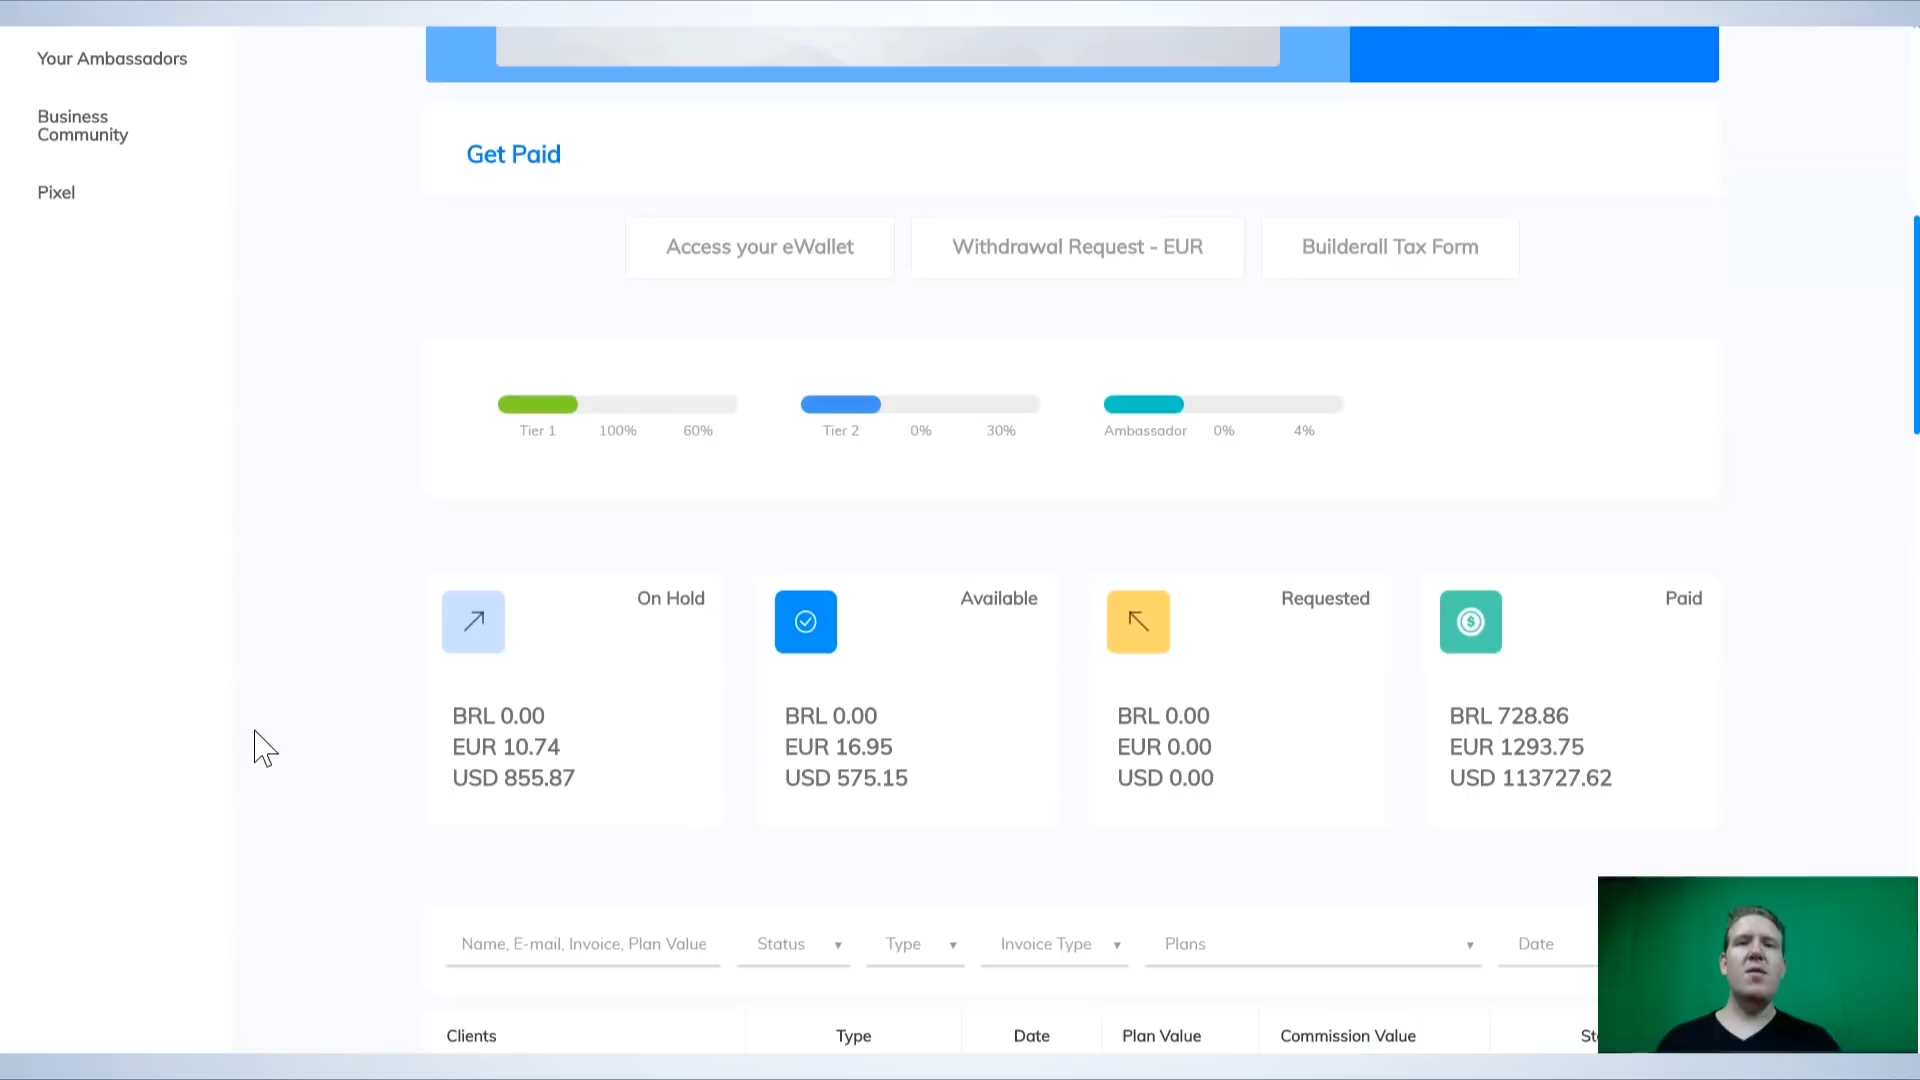 Your Ambassadors
Business
Community
Pixel
Get Paid
Access your eWallet
Withdrawal Request - EUR
Builderall Tax Form
Tier 1 100% 60%
Tier 2 0% 30%
Ambassador 0% 4%
On Hold
BRL 0.00
EUR 10.74
USD 855.87
Available
BRL 0.00
EUR 16.95
USD 575.15
Requested
BRL 0.00
EUR 0.00
USD 0.00
Paid
BRL 728.86
EUR 1293.75
USD 113727.62
Name, E-mail, Invoice, Plan Value Status Type Invoice Type Plans Date
Clients Type Date Plan Value Commission Value